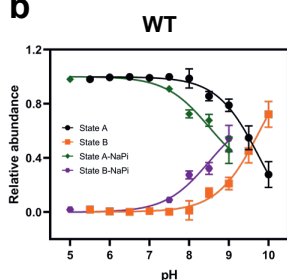 b
WT
1.2
0.8
0.4
0.0
Relative abundance
State A
State B
State A-NaPi
State B-NaPi
5 6 7 8 9 10
pH